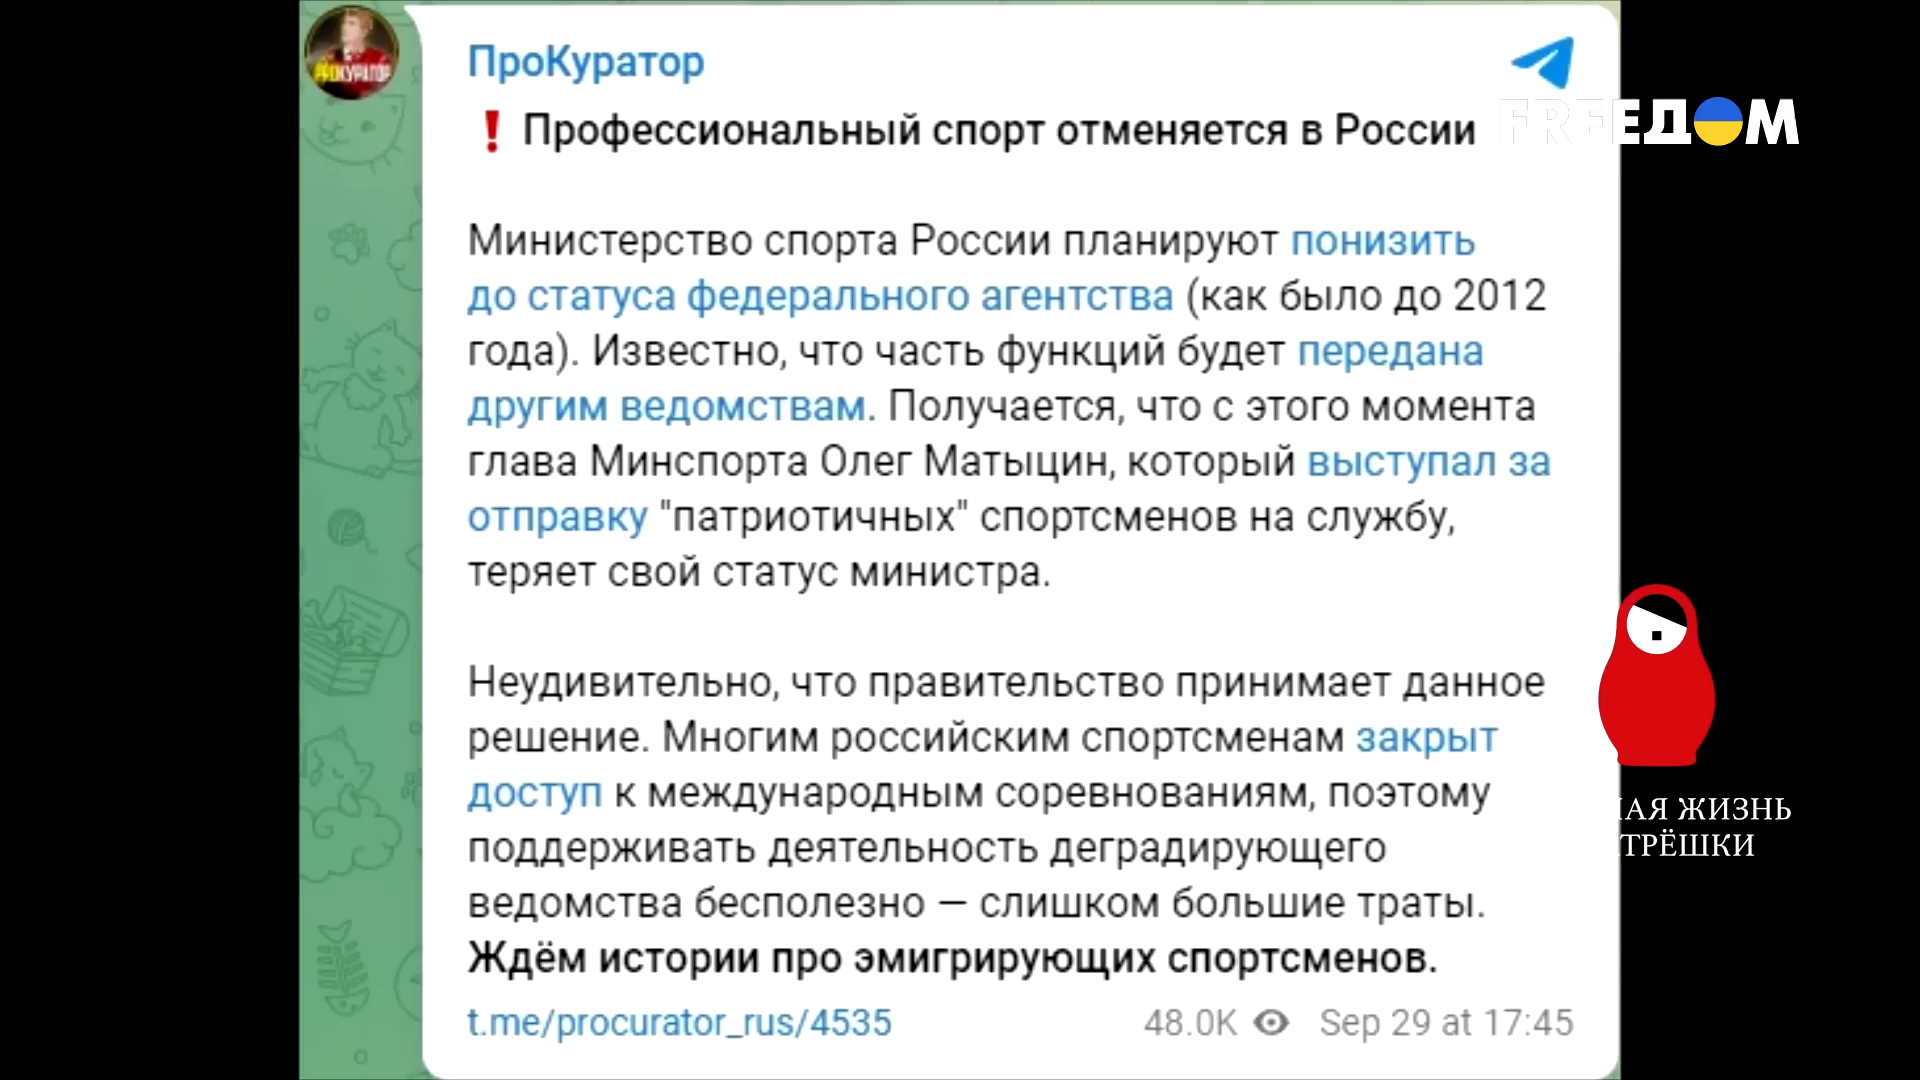 ПроКуратор
❗ Профессиональный спорт отменяется в России
FREEДОМ
Министерство спорта России планируют понизить
до статуса федерального агентства (как было до 2012
года). Известно, что часть функций будет передана
другим ведомствам. Получается, что с этого момента
глава Минспорта Олег Матыцин, который выступал за
отправку "патриотичных" спортсменов на службу,
теряет свой статус министра.
Неудивительно, что правительство принимает данное
решение. Многим российским спортсменам закрыт
доступ к международным соревнованиям, поэтому
поддерживать деятельность деградирующего
ведомства бесполезно — слишком большие траты.
Ждём истории про эмигрирующих спортсменов.
t.me/procurator_rus/4535 48.0K Sep 29 at 17:45
ЖИЗНЬ
ПРОКУРАТОР